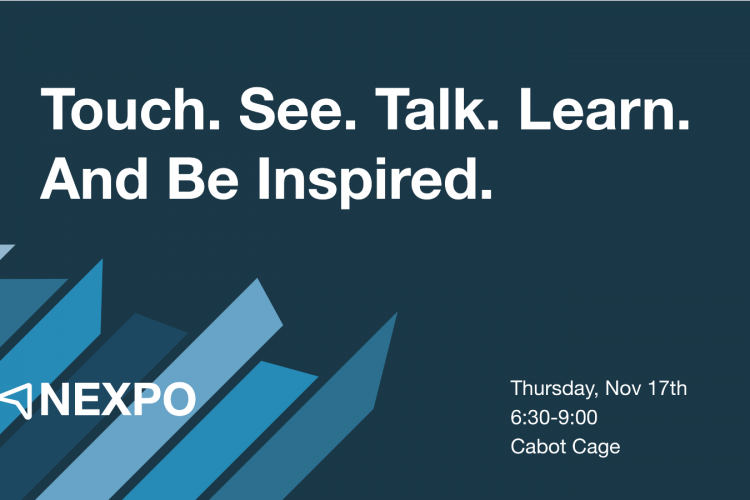 Touch. See. Talk. Learn.
And Be Inspired.
NEXPO
Thursday, Nov 17th
6:30-9:00
Cabot Cage